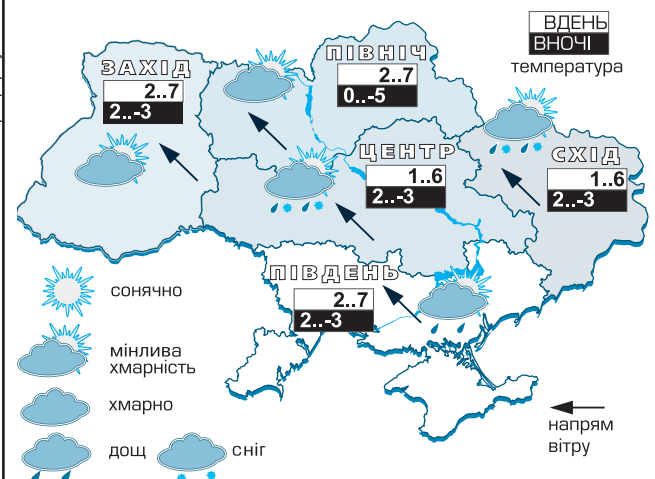 ВДЕНЬ
ВНОЧІ
температура
ЗАХІД
2..7
2..-3
ПІВНІЧ
2..7
0..-5
ЦЕНТР
1..6
2..-3
СХІД
1..6
2..-3
ПІВДЕНЬ
2..7
2..-3
сонячно
мінлива
хмарність
хмарно
дощ
сніг
напрям
вітру